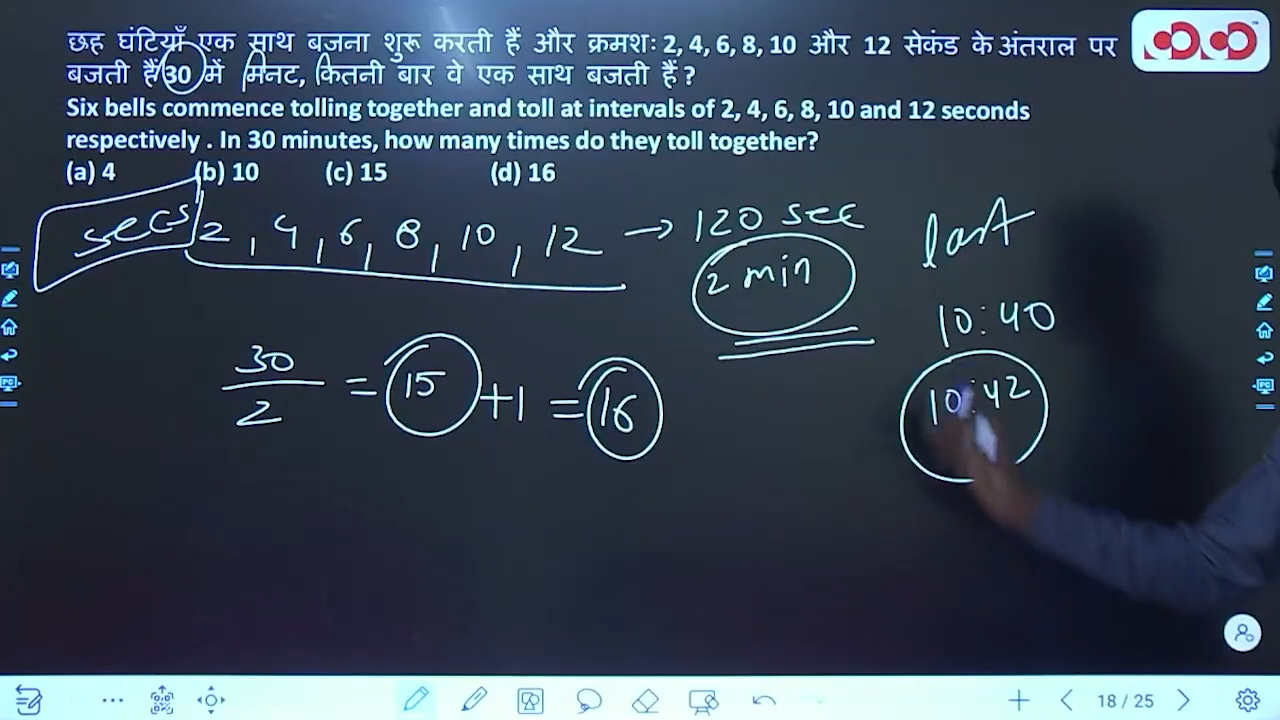 छह घंटियाँ एक साथ बजना शुरू करती हैं और क्रमशः 2, 4, 6, 8, 10 और 12 सेकंड के अंतराल पर
बजती हैं 30 में मिनट, कितनी बार वे एक साथ बजती हैं ?
Six bells commence tolling together and toll at intervals of 2, 4, 6, 8, 10 and 12 seconds
respectively . In 30 minutes, how many times do they toll together?
(a) 4 (b) 10 (c) 15 (d) 16
secs 2, 4, 6, 8, 10, 12 → 120 sec
2 min
last
10:40
10:42
30/2 = 15 + 1 = 16
18 / 25